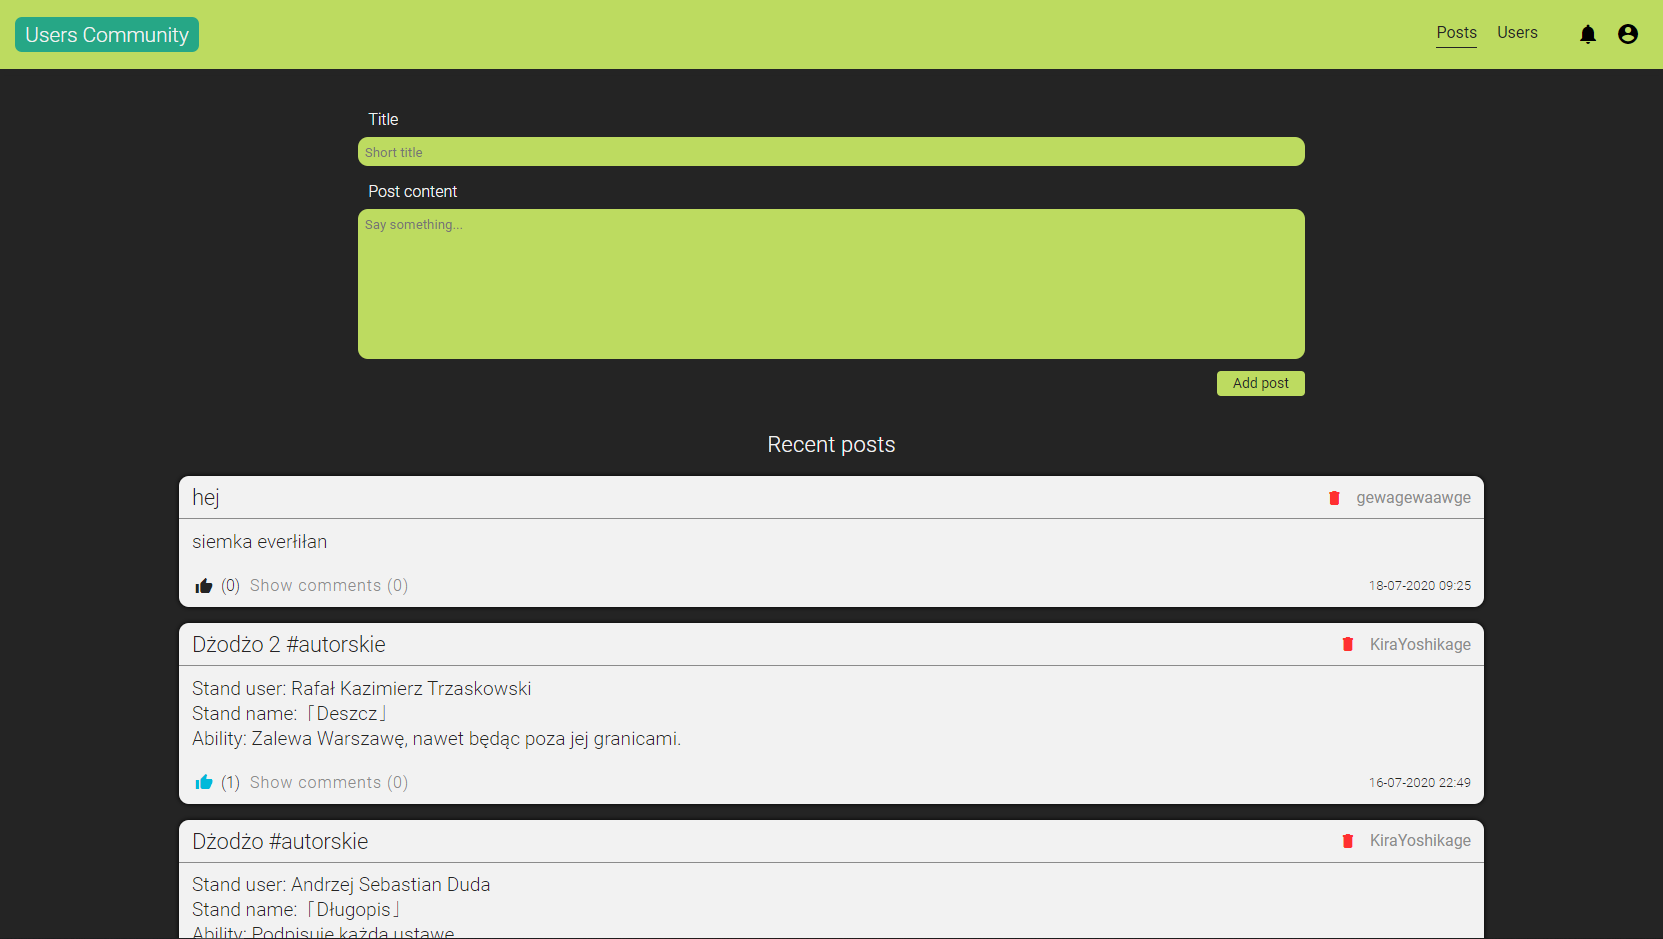 Users Community
Posts
Users
Title
Short title
Post content
Say something...
Add post
Recent posts
hej
gewagewaawge
siemka everłiłan
(0) Show comments (0)
18-07-2020 09:25
Dżodżo 2 #autorskie
KiraYoshikage
Stand user: Rafał Kazimierz Trzaskowski
Stand name:「Deszcz」
Ability: Zalewa Warszawę, nawet będąc poza jej granicami.
(1) Show comments (0)
16-07-2020 22:49
Dżodżo #autorskie
KiraYoshikage
Stand user: Andrzej Sebastian Duda
Stand name:「Długopis」
Ability: Podpisuje każdą ustawę